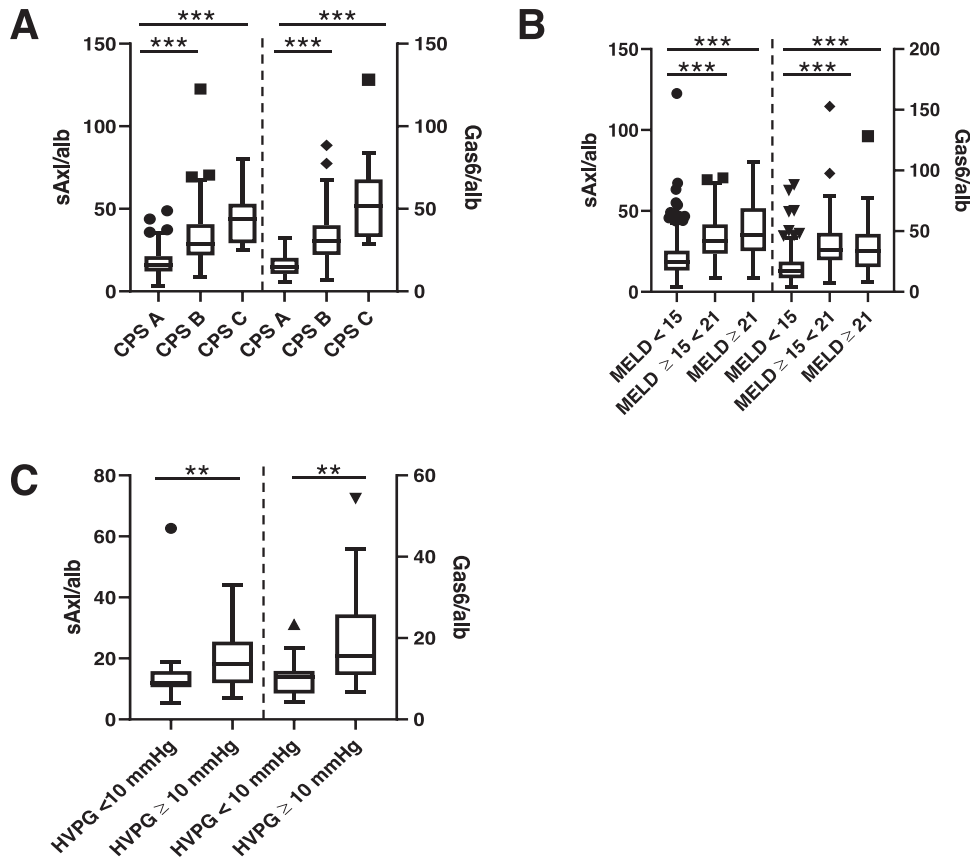 A
***
***
***
***
150
100
50
0
sAxl/alb
150
100
50
0
Gas6/alb
CPS A
CPS B
CPS C
CPS A
CPS B
CPS C
B
***
***
***
***
150
100
50
0
sAxl/alb
200
150
100
50
0
Gas6/alb
MELD < 15
MELD ≥ 15 < 21
MELD ≥ 21
MELD < 15
MELD ≥ 15 < 21
MELD ≥ 21
C
**
**
80
60
40
20
0
sAxl/alb
60
40
20
0
Gas6/alb
HVPG <10 mmHg
HVPG ≥ 10 mmHg
HVPG < 10 mmHg
HVPG ≥ 10 mmHg